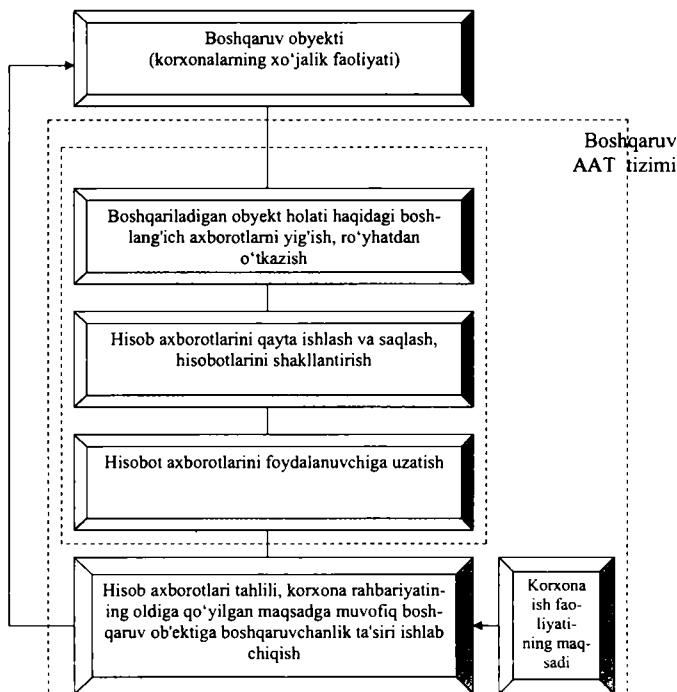 Boshqaruv obyekti
(korxonalarning xo‘jalik faoliyati)
Boshqaruv
AAT tizimi
Boshqariladigan obyekt holati haqidagi bosh-
lang'ich axborotlarni yig'ish, ro‘yhatdan
o‘tkazish
Hisob axborotlarini qayta ishlash va saqlash,
hisobotlarini shakllantirish
Hisobot axborotlarini foydalanuvchiga uzatish
Hisob axborotlari tahlili, korxona rahbariyatin-
ing oldiga qo‘yilgan maqsadga muvofiq bosh-
qaruv ob'ektiga boshqaruvchanlik ta'siri ishlab
chiqish
Korxona
ish fao-
liyati-
ning maq-
sadi